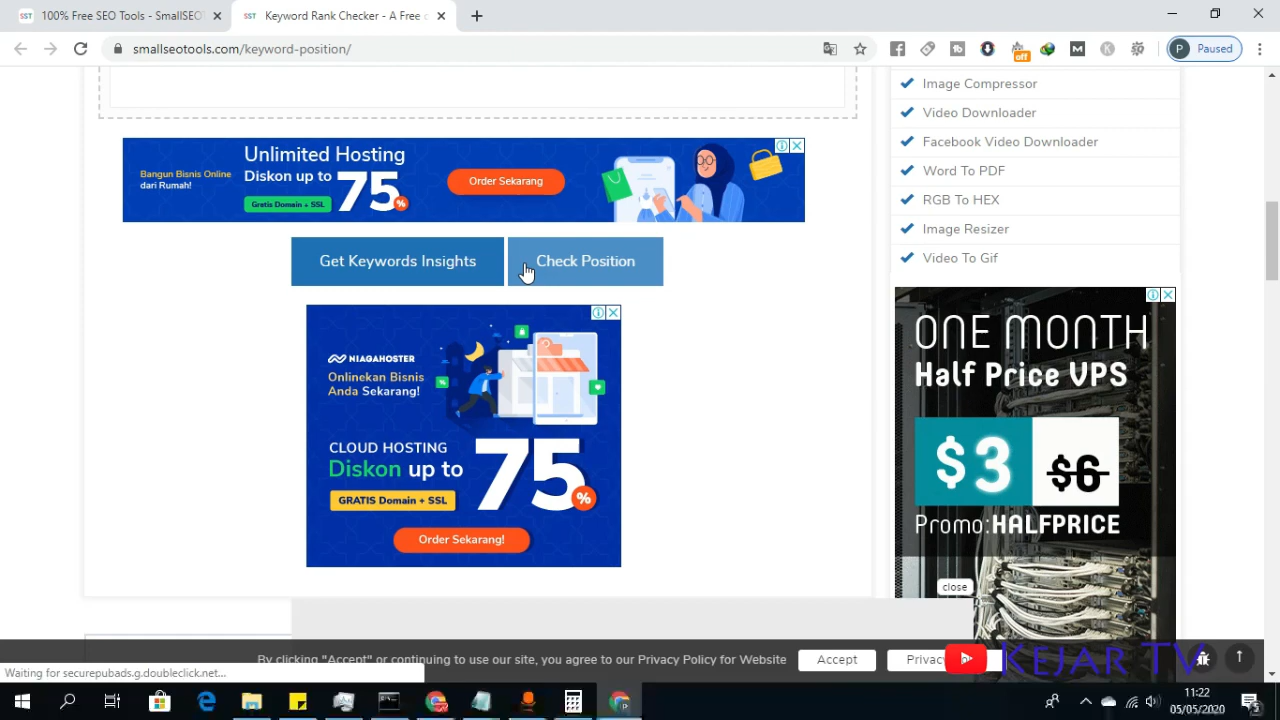 100% Free SEO Tools - SmallSEOT
Keyword Rank Checker - A Free c
smallseotools.com/keyword-position/
off
M
K
P
Paused
Image Compressor
Video Downloader
Facebook Video Downloader
Word To PDF
RGB To HEX
Image Resizer
Video To Gif
Bangun Bisnis Online
dari Rumah!
Unlimited Hosting
Diskon up to
Gratis Domain + SSL
75%
Order Sekarang
Get Keywords Insights
Check Position
NIAGAHOSTER
Onlinekan Bisnis
Anda Sekarang!
CLOUD HOSTING
Diskon up to
75%
GRATIS Domain + SSL
Order Sekarang!
ONE MONTH
Half Price VPS
$3
$6
Promo:HALFPRICE
close
By clicking "Accept" or continuing to use our site, you agree to our Privacy Policy for Website
Accept
Privac
KEJAR TV
Waiting for securepubads.g.doubleclick.net...
11:22
05/05/2020